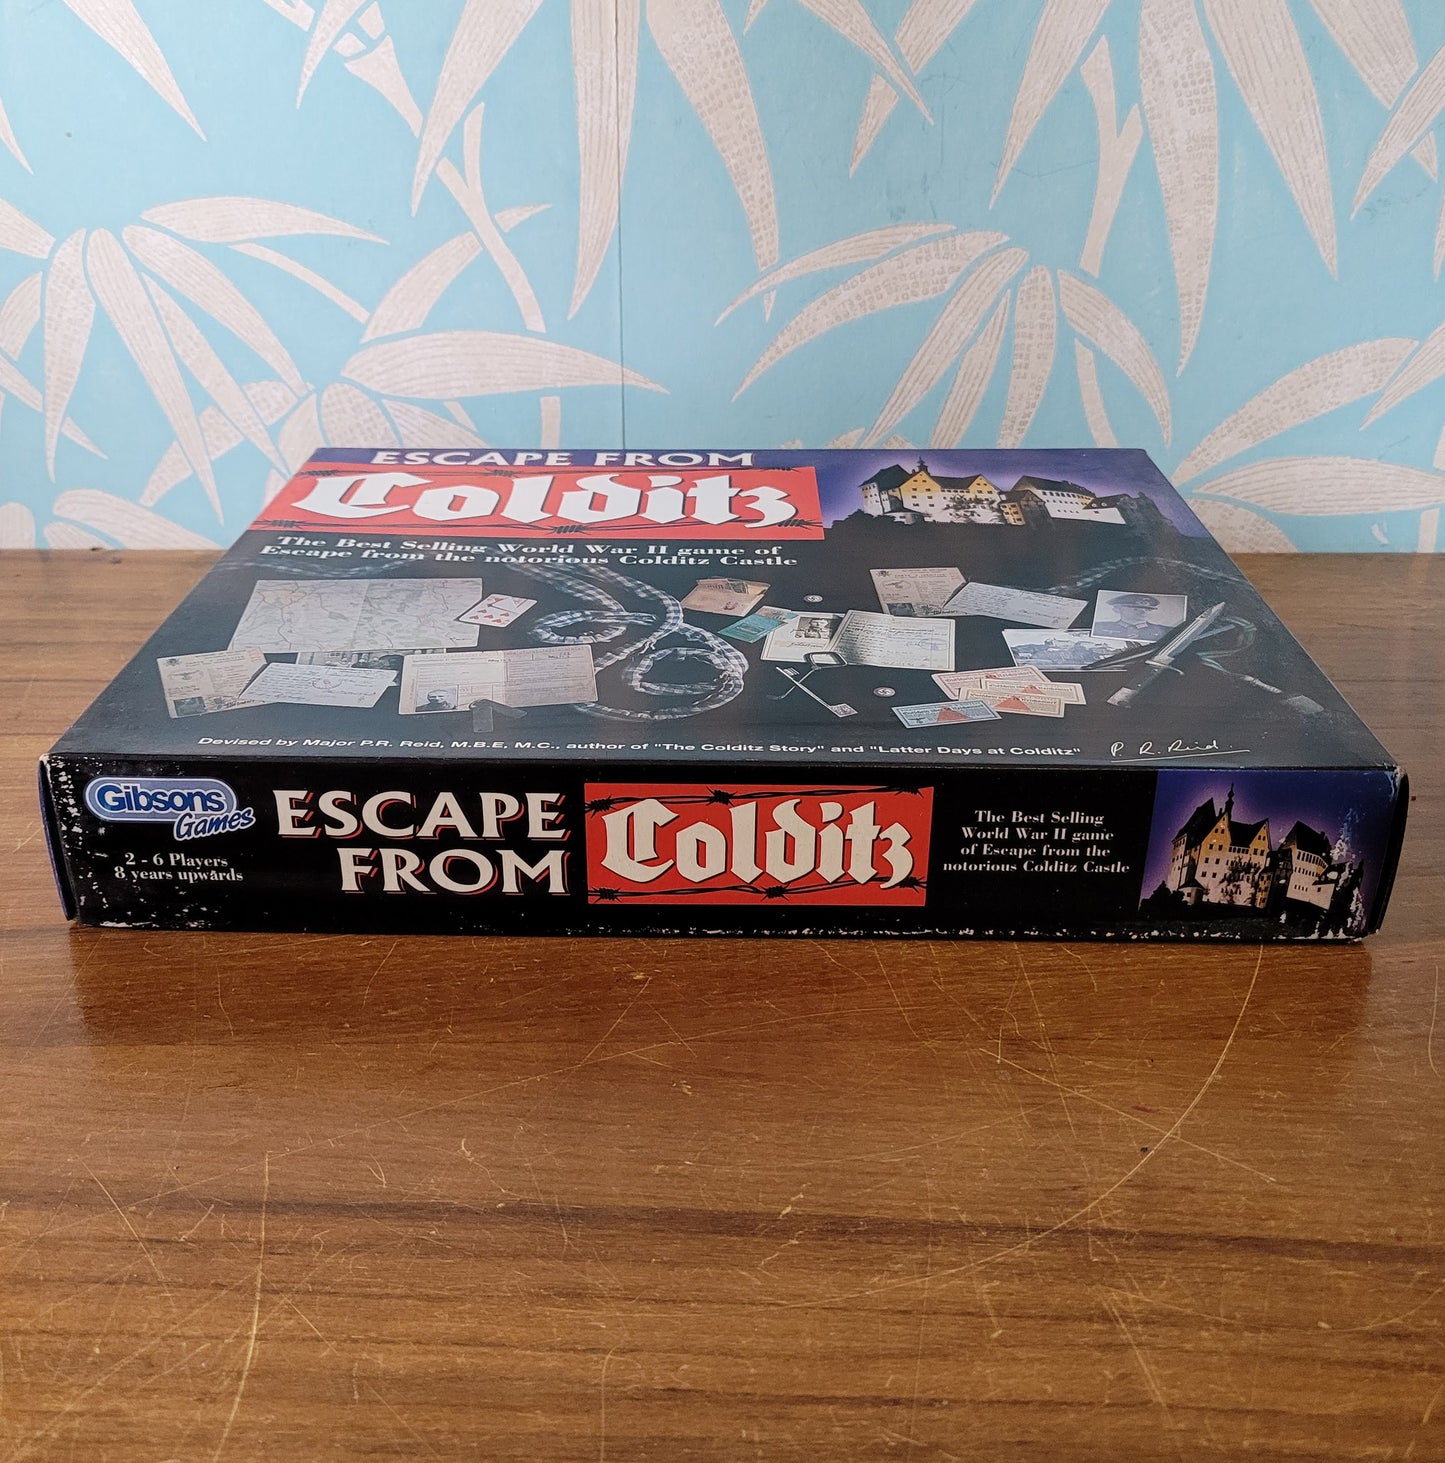 ESCAPE FROM
Colditz
The Best Selling World War II game of
Escape from the notorious Colditz Castle
Devised by Major P.R. Reid, M.B.E. M.C., author of "The Colditz Story" and "Latter Days at Colditz"
P. R. Reid.
Gibsons
Games
2 - 6 Players
8 years upwards
ESCAPE
FROM
Colditz
The Best Selling
World War II game
of Escape from the
notorious Colditz Castle